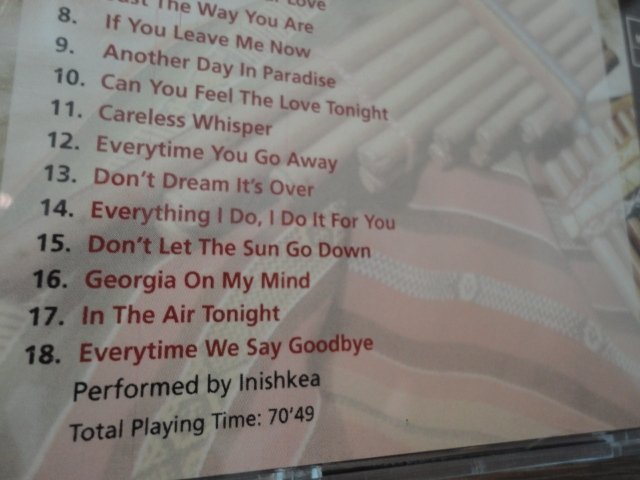 Love
Just The Way You Are
8. If You Leave Me Now
9. Another Day In Paradise
10. Can You Feel The Love Tonight
11. Careless Whisper
12. Everytime You Go Away
13. Don't Dream It's Over
14. Everything I Do, I Do It For You
15. Don't Let The Sun Go Down
16. Georgia On My Mind
17. In The Air Tonight
18. Everytime We Say Goodbye
Performed by Inishkea
Total Playing Time: 70'49